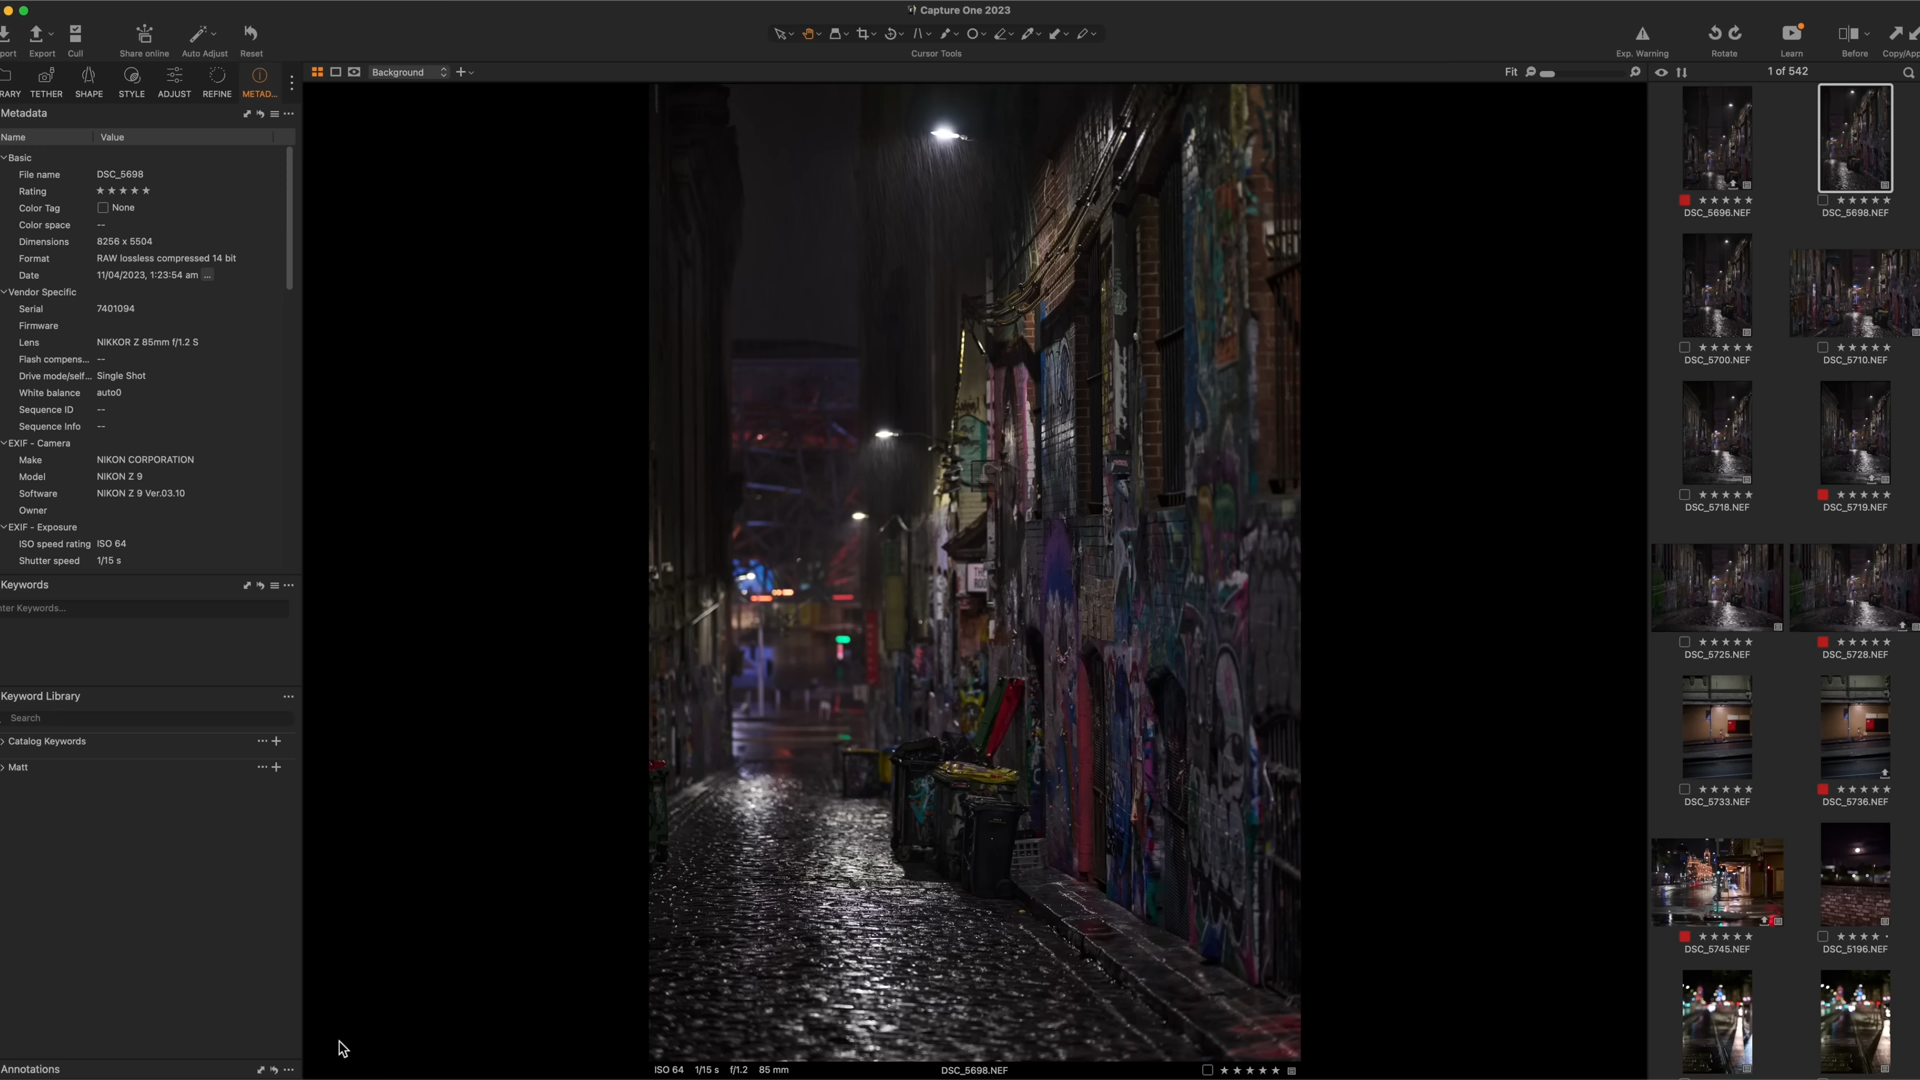 Capture One 2023
port Export Cull Share online Auto Adjust Reset
Cursor Tools
Exp. Warning Rotate Learn Before Copy/App
RARY TETHER SHAPE STYLE ADJUST REFINE METAD...
Background
Fit
1 of 542
Metadata
Name Value
Basic
File name DSC_5698
Rating ★ ★ ★ ★ ★
Color Tag None
Color space --
Dimensions 8256 x 5504
Format RAW lossless compressed 14 bit
Date 11/04/2023, 1:23:54 am ...
Vendor Specific
Serial 7401094
Firmware
Lens NIKKOR Z 85mm f/1.2 S
Flash compens... --
Drive mode/self... Single Shot
White balance auto0
Sequence ID --
Sequence Info --
EXIF - Camera
Make NIKON CORPORATION
Model NIKON Z 9
Software NIKON Z 9 Ver.03.10
Owner
EXIF - Exposure
ISO speed rating ISO 64
Shutter speed 1/15 s
Keywords
nter Keywords...
Keyword Library
Search
Catalog Keywords
Matt
Annotations
ISO 64 1/15 s f/1.2 85 mm DSC_5698.NEF
DSC_5696.NEF DSC_5698.NEF
DSC_5700.NEF DSC_5710.NEF
DSC_5718.NEF DSC_5719.NEF
DSC_5725.NEF DSC_5728.NEF
DSC_5733.NEF DSC_5736.NEF
DSC_5745.NEF DSC_5196.NEF